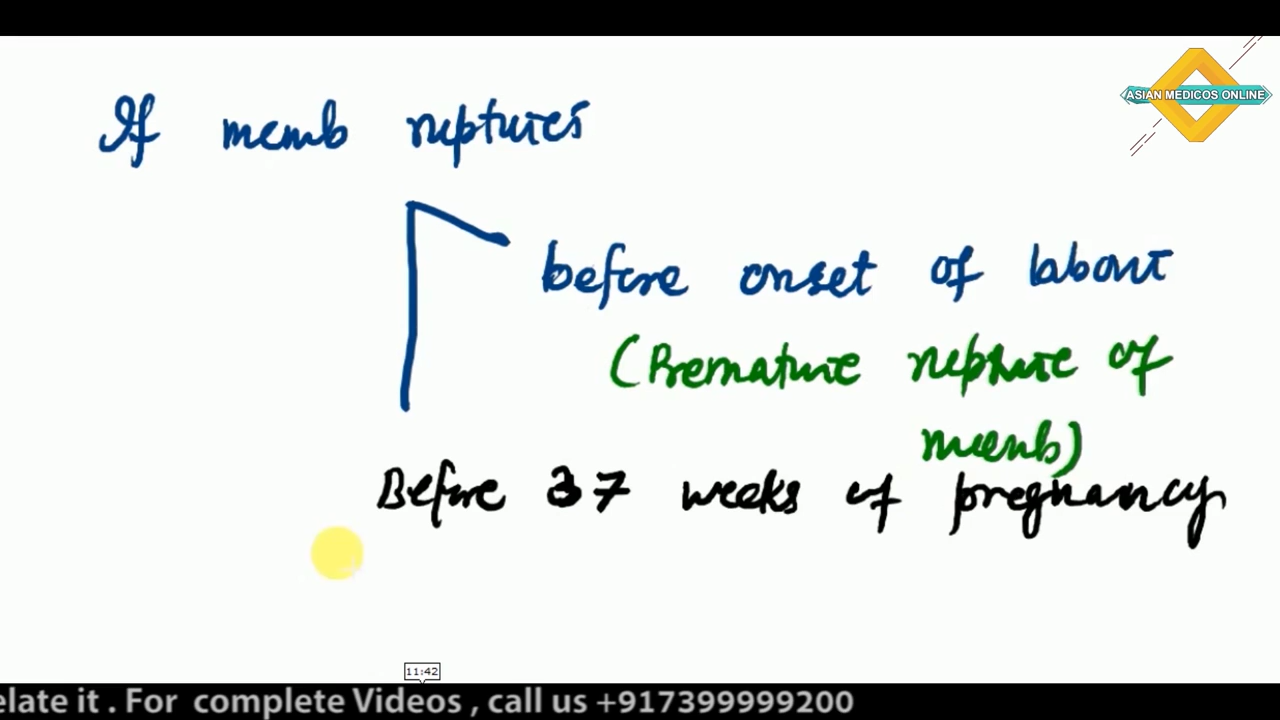 ASIAN MEDICOS ONLINE
If memb ruptures
before onset of labour
(Premature rupture of
memb)
Before 37 weeks of pregnancy
11:42
elate it . For complete Videos , call us +917399999200